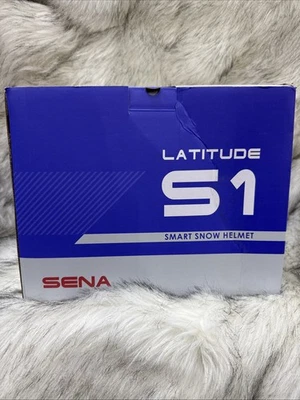 LATITUDE
S1
SMART SNOW HELMET
SENA